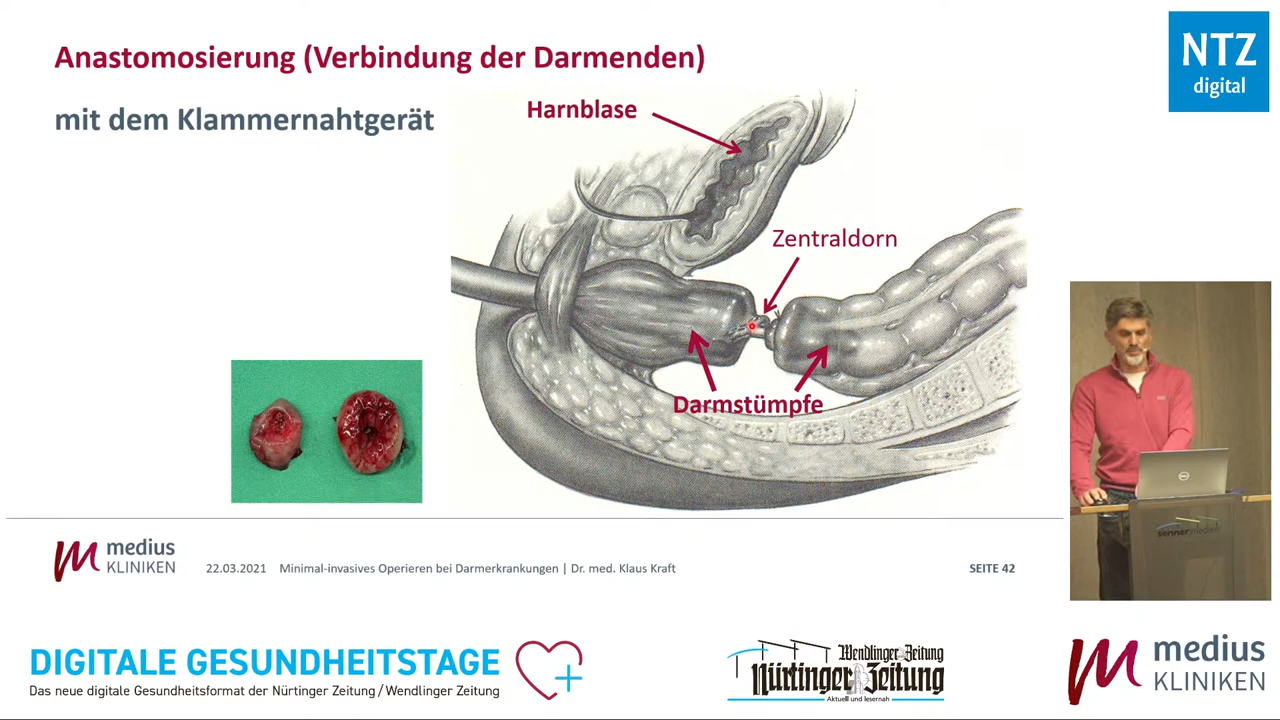 Anastomosierung (Verbindung der Darmenden)
mit dem Klammernahtgerät
NTZ
digital
Harnblase
Zentraldorn
Darmstümpfe
DELL
medius
KLINIKEN
22.03.2021 Minimal-invasives Operieren bei Darmerkrankungen | Dr. med. Klaus Kraft
SEITE 42
DIGITALE GESUNDHEITSTAGE
Das neue digitale Gesundheitsformat der Nürtinger Zeitung / Wendlinger Zeitung
Wendlinger Zeitung
Nürtinger Zeitung
Aktuell und lesernah
medius
KLINIKEN